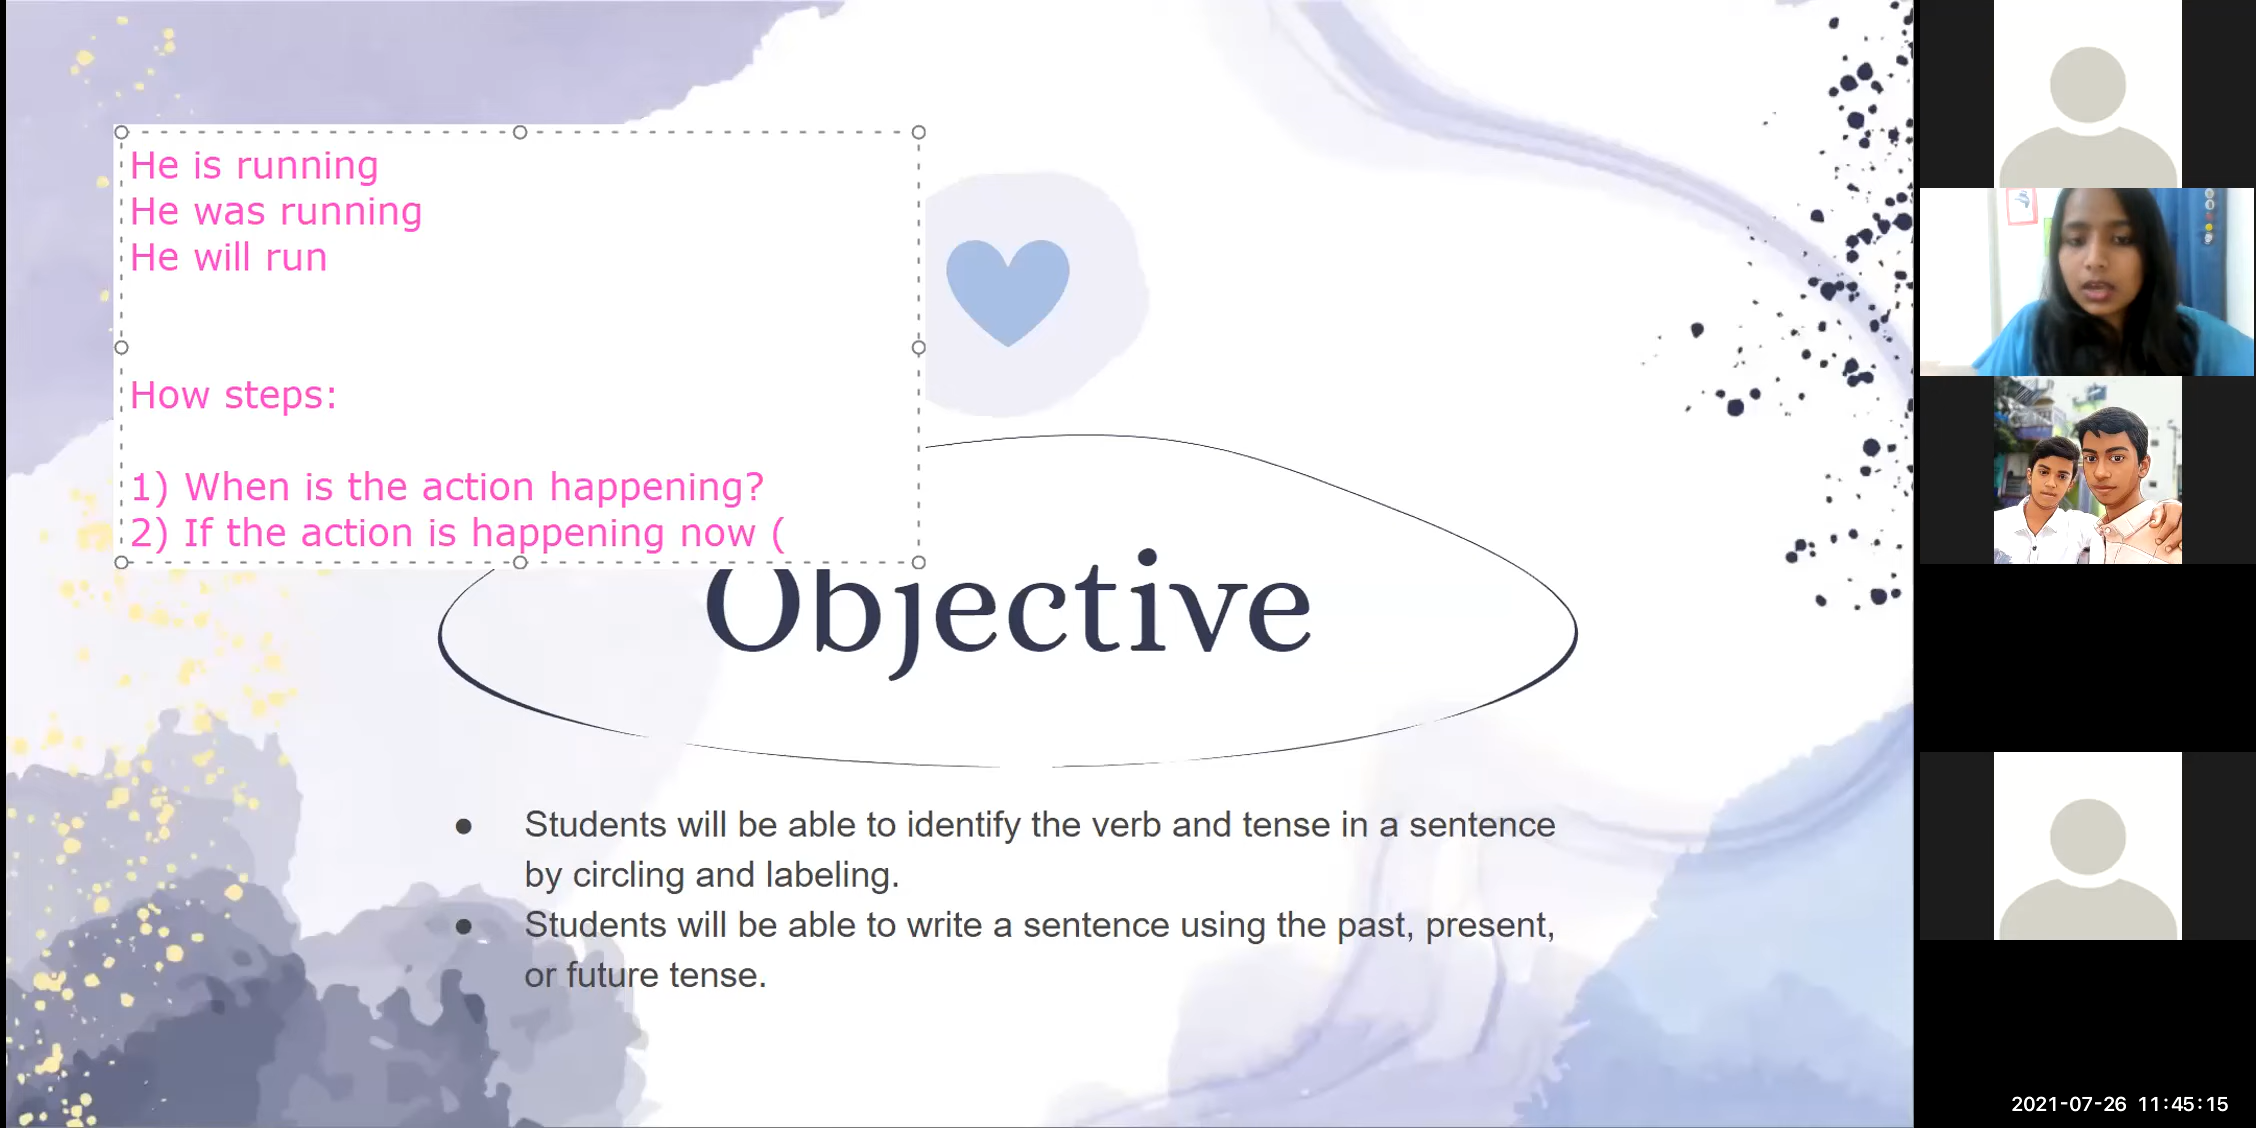 He is running
He was running
He will run
How steps:
1) When is the action happening?
2) If the action is happening now (
Objective
● Students will be able to identify the verb and tense in a sentence
by circling and labeling.
● Students will be able to write a sentence using the past, present,
or future tense.
2021-07-26 11:45:15